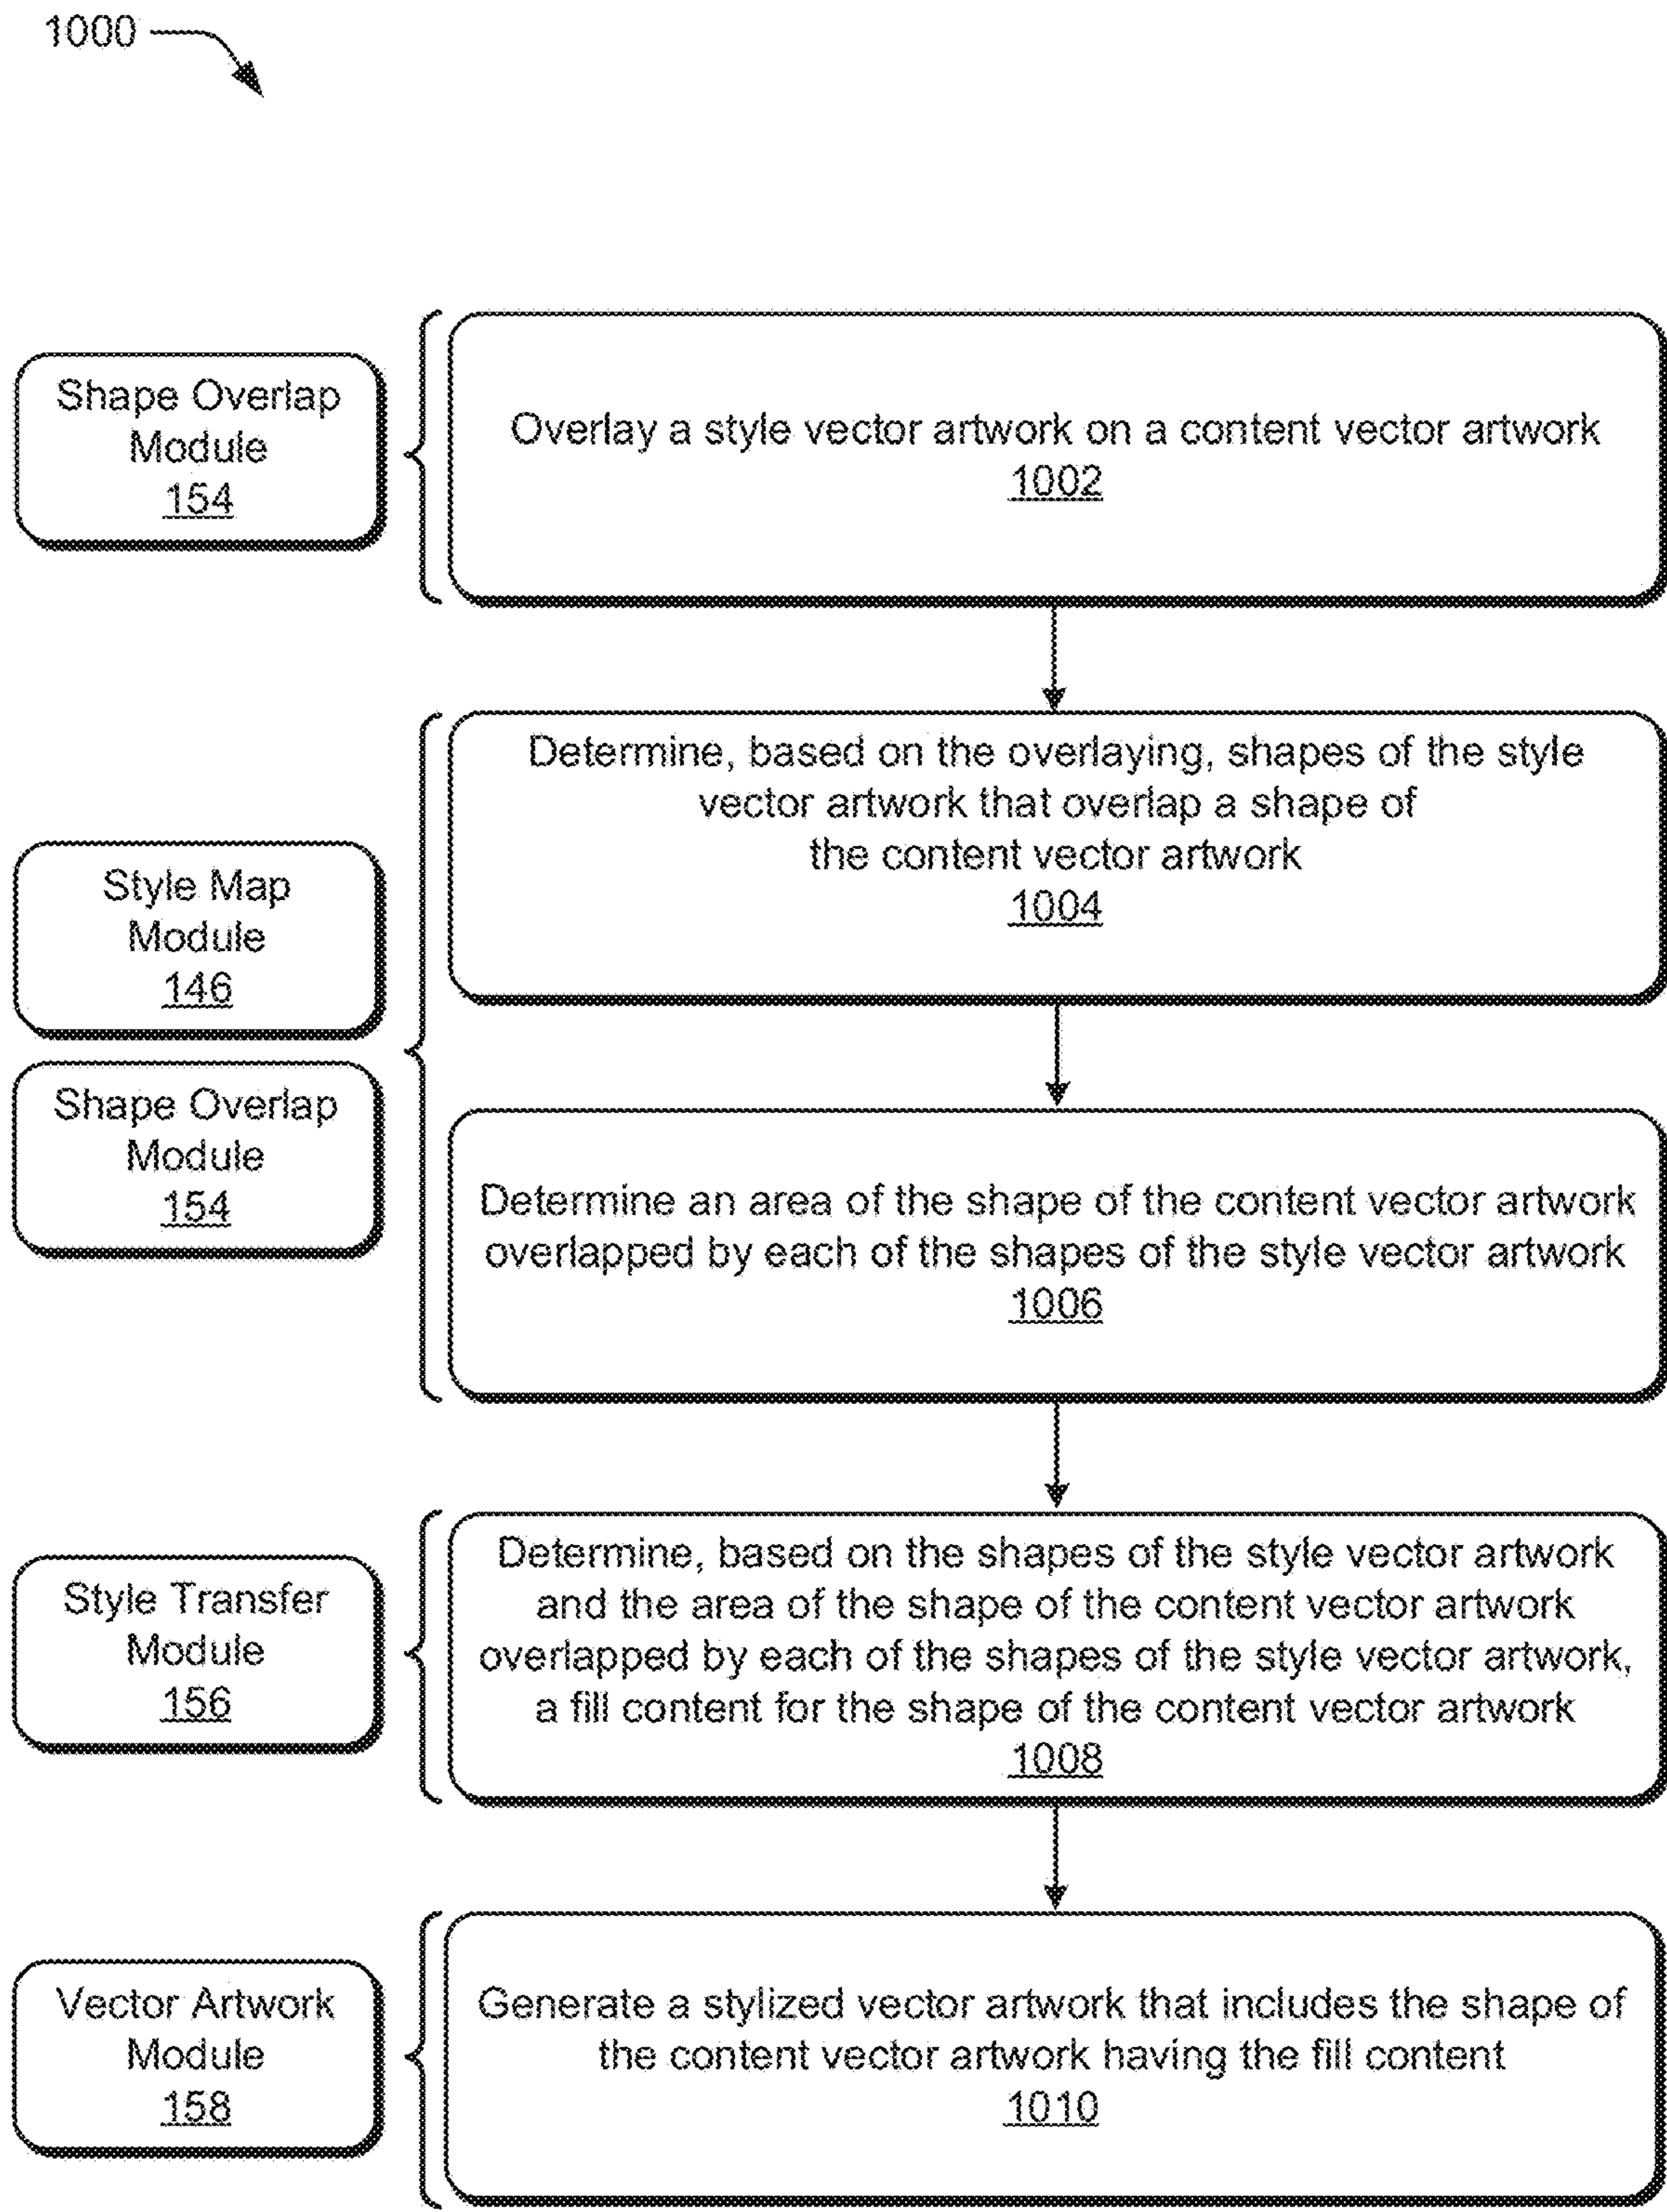 1000
Shape Overlap
Module
154
Overlay a style vector artwork on a content vector artwork
1002
Style Map
Module
146
Shape Overlap
Module
154
Determine, based on the overlaying, shapes of the style
vector artwork that overlap a shape of
the content vector artwork
1004
Determine an area of the shape of the content vector artwork
overlapped by each of the shapes of the style vector artwork
1006
Style Transfer
Module
156
Determine, based on the shapes of the style vector artwork
and the area of the shape of the content vector artwork
overlapped by each of the shapes of the style vector artwork,
a fill content for the shape of the content vector artwork
1008
Vector Artwork
Module
158
Generate a stylized vector artwork that includes the shape of
the content vector artwork having the fill content
1010